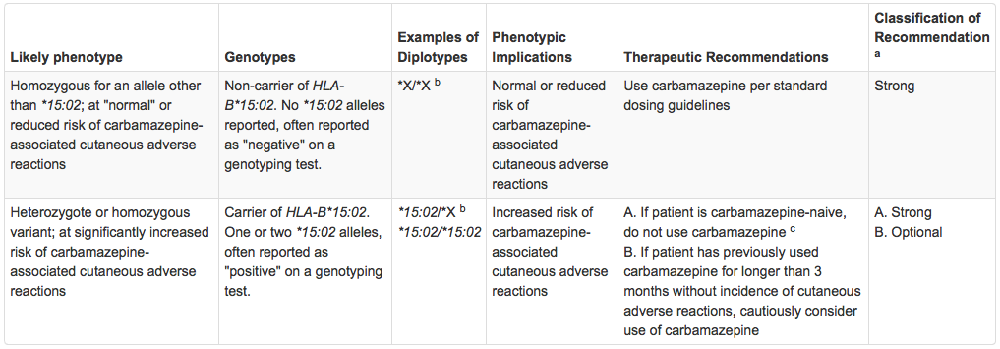 Likely phenotype
Genotypes
Examples of
Diplotypes
Phenotypic
Implications
Therapeutic Recommendations
Classification of
Recommendation
a
Homozygous for an allele other
than *15:02; at "normal" or
reduced risk of carbamazepine-
associated cutaneous adverse
reactions
Non-carrier of HLA-
B*15:02. No *15:02 alleles
reported, often reported
as "negative" on a
genotyping test.
*X/*X b
Normal or reduced
risk of
carbamazepine-
associated
cutaneous adverse
reactions
Use carbamazepine per standard
dosing guidelines
Strong
Heterozygote or homozygous
variant; at significantly increased
risk of carbamazepine-
associated cutaneous adverse
reactions
Carrier of HLA-B*15:02.
One or two *15:02 alleles,
often reported as
"positive" on a genotyping
test.
*15:02/*X b
*15:02/*15:02
Increased risk of
carbamazepine-
associated
cutaneous adverse
reactions
A. If patient is carbamazepine-naive,
do not use carbamazepine c
B. If patient has previously used
carbamazepine for longer than 3
months without incidence of cutaneous
adverse reactions, cautiously consider
use of carbamazepine
A. Strong
B. Optional